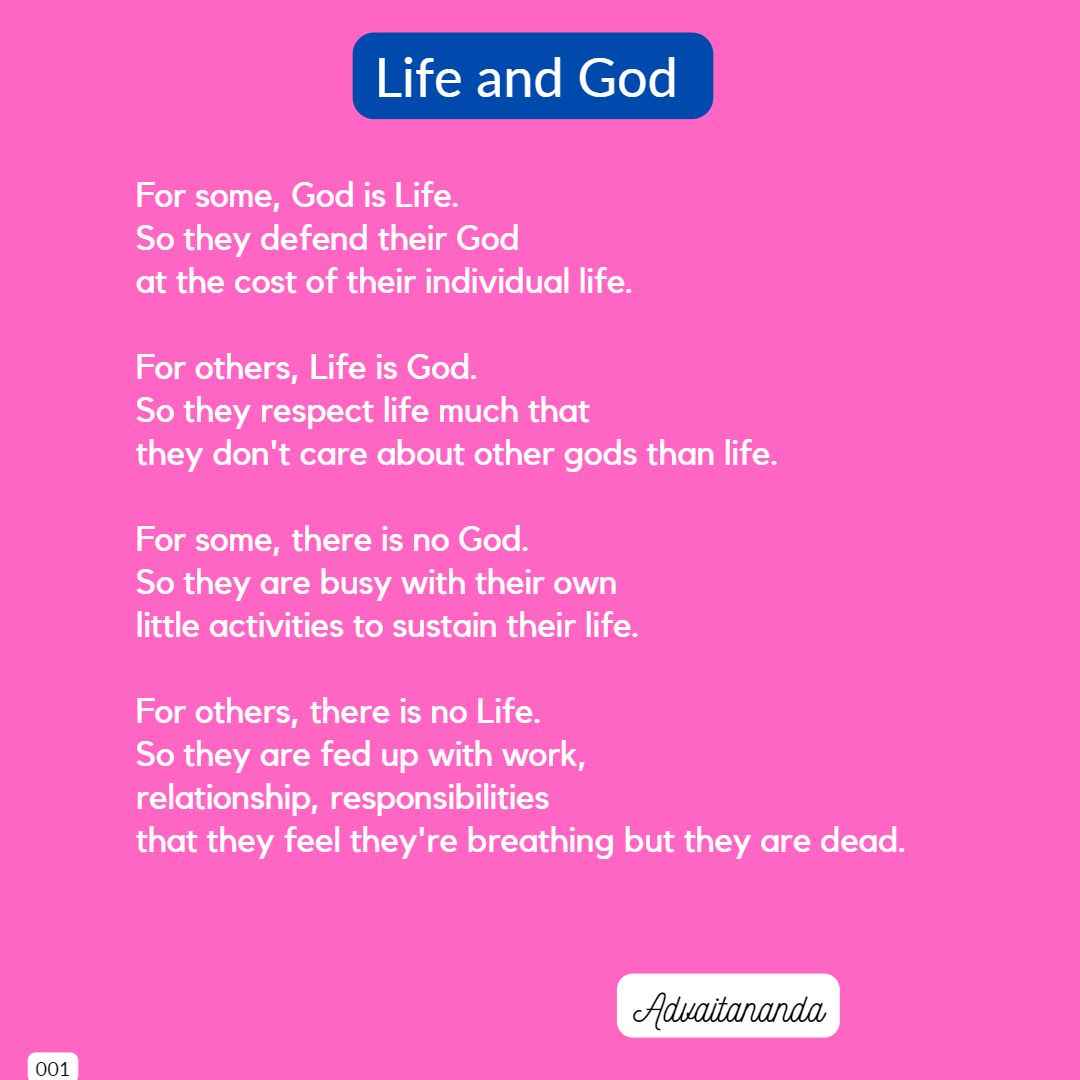 Life and God
For some, God is Life.
So they defend their God
at the cost of their individual life.
For others, Life is God.
So they respect life much that
they don't care about other gods than life.
For some, there is no God.
So they are busy with their own
little activities to sustain their life.
For others, there is no Life.
So they are fed up with work,
relationship, responsibilities
that they feel they're breathing but they are dead.
Advaitananda
001